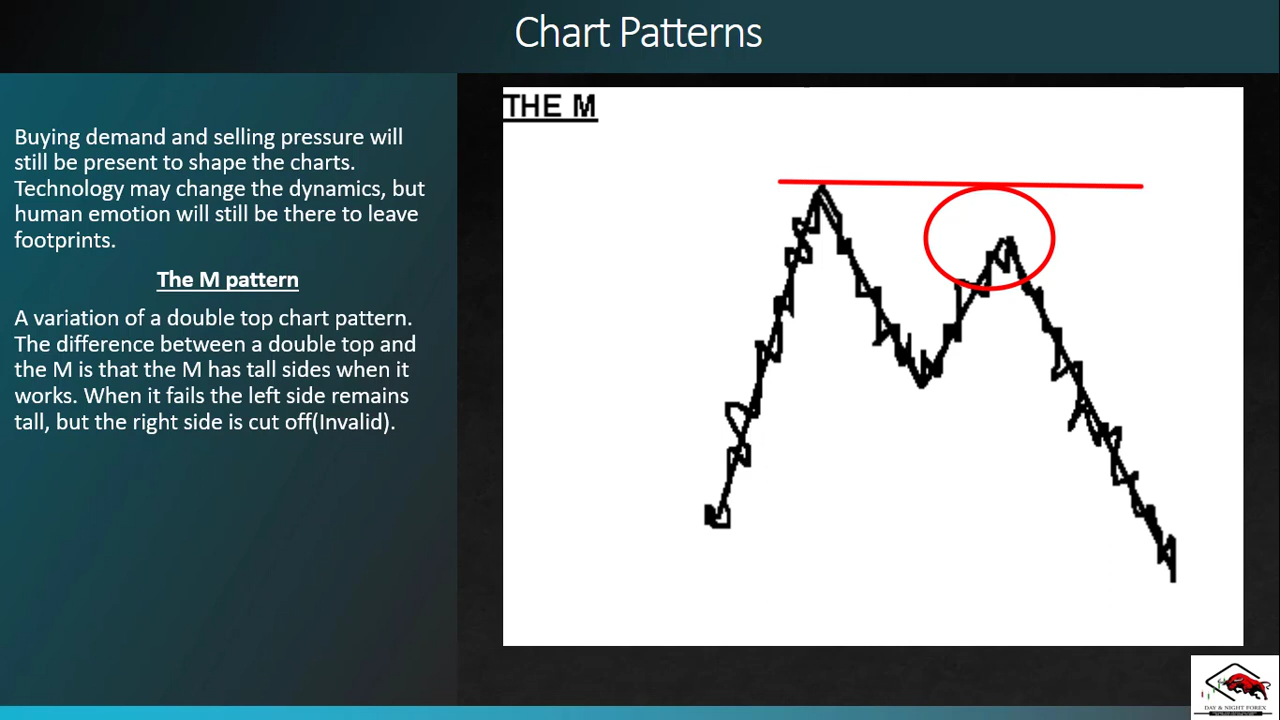 Chart Patterns
Buying demand and selling pressure will
still be present to shape the charts.
Technology may change the dynamics, but
human emotion will still be there to leave
footprints.
The M pattern
A variation of a double top chart pattern.
The difference between a double top and
the M is that the M has tall sides when it
works. When it fails the left side remains
tall, but the right side is cut off(Invalid).
THE M
DAY & NIGHT FOREX